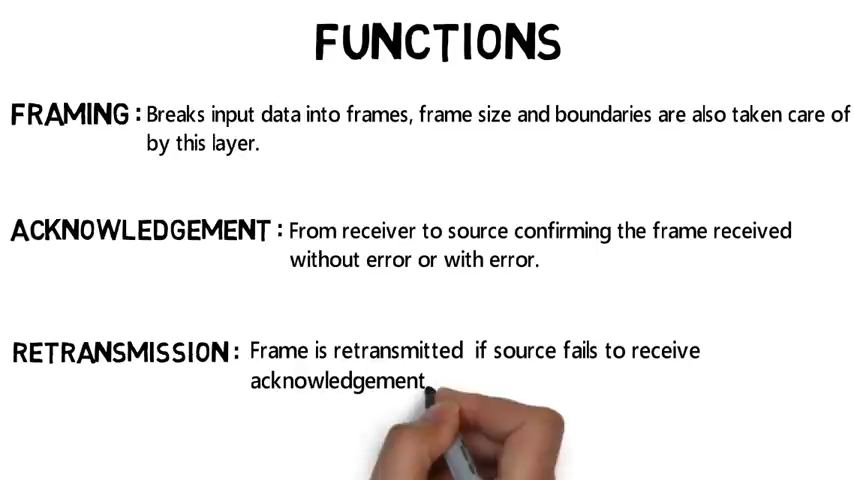 FUNCTIONS
FRAMING : Breaks input data into frames, frame size and boundaries are also taken care of
by this layer.
ACKNOWLEDGEMENT : From receiver to source confirming the frame received
without error or with error.
RETRANSMISSION : Frame is retransmitted if source fails to receive
acknowledgement.